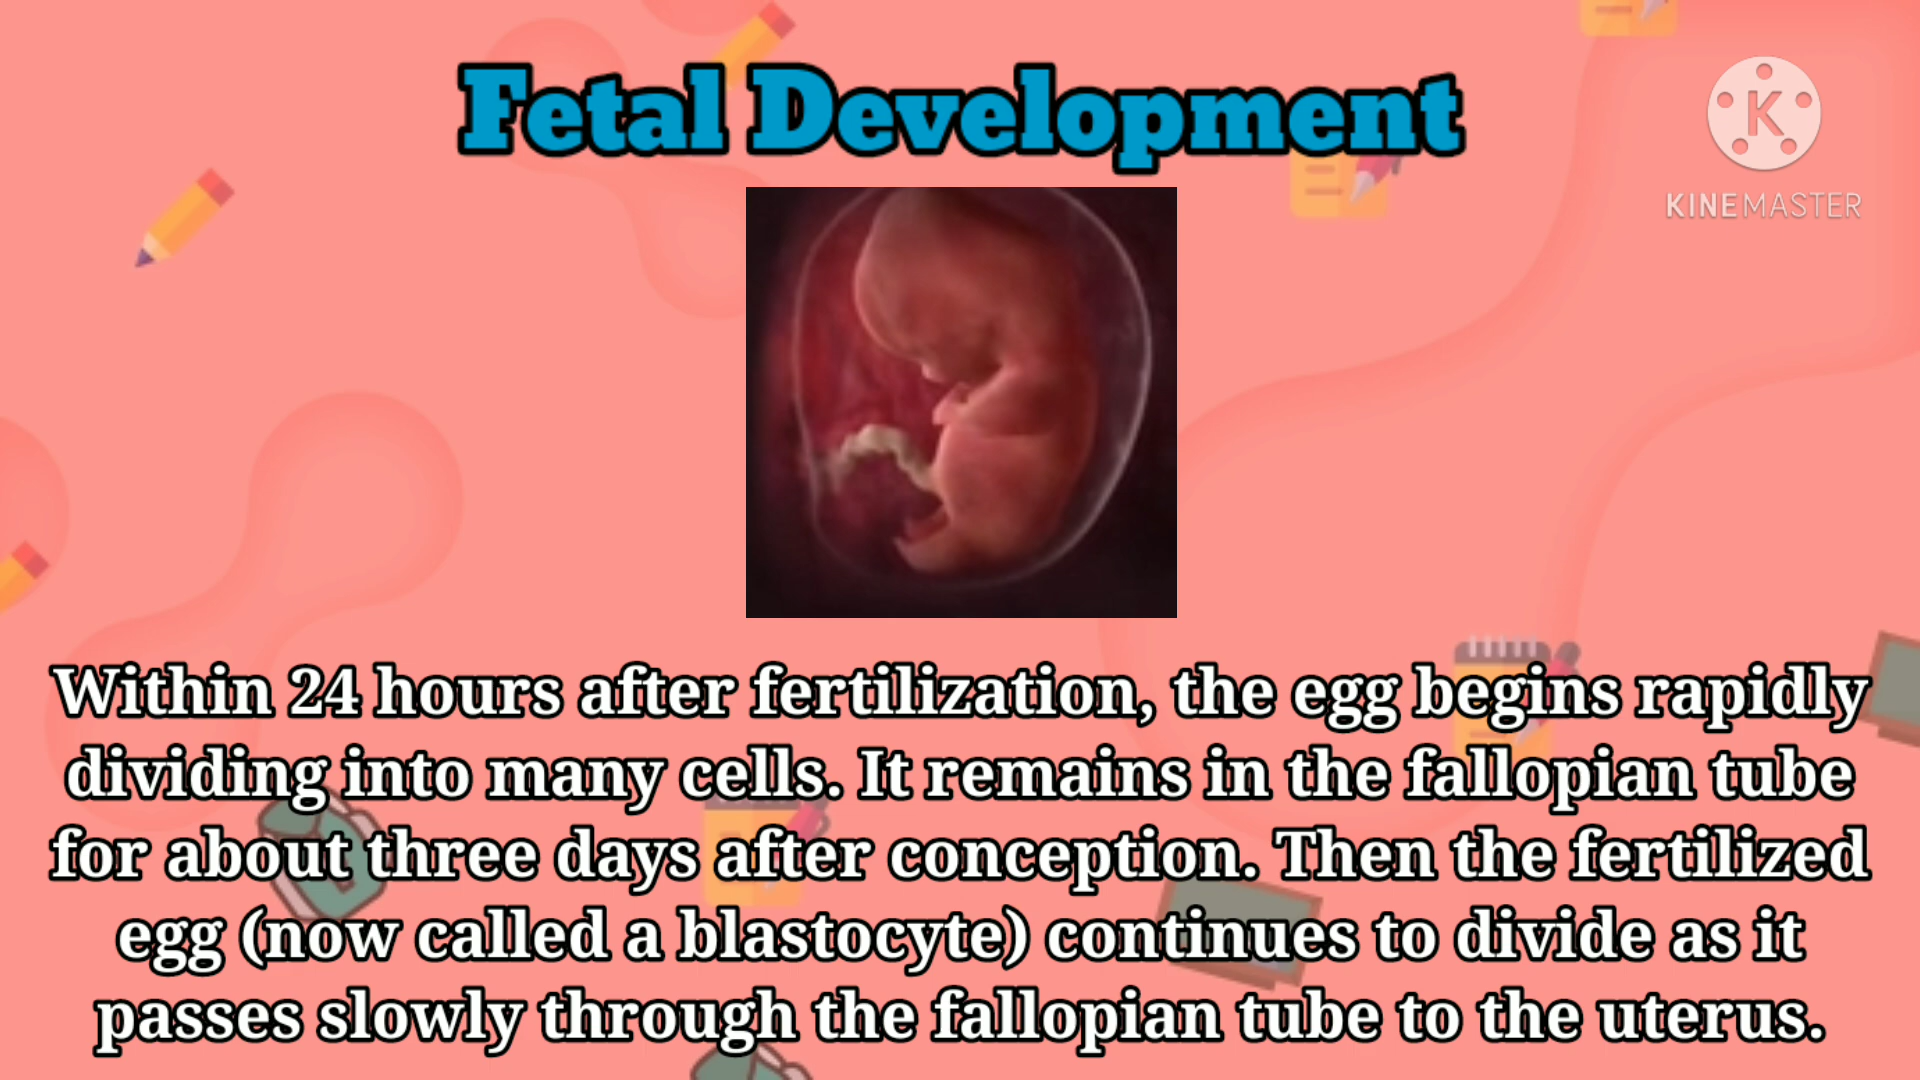 Fetal Development
K
KINEMASTER
Within 24 hours after fertilization, the egg begins rapidly
dividing into many cells. It remains in the fallopian tube
for about three days after conception. Then the fertilized
egg (now called a blastocyte) continues to divide as it
passes slowly through the fallopian tube to the uterus.